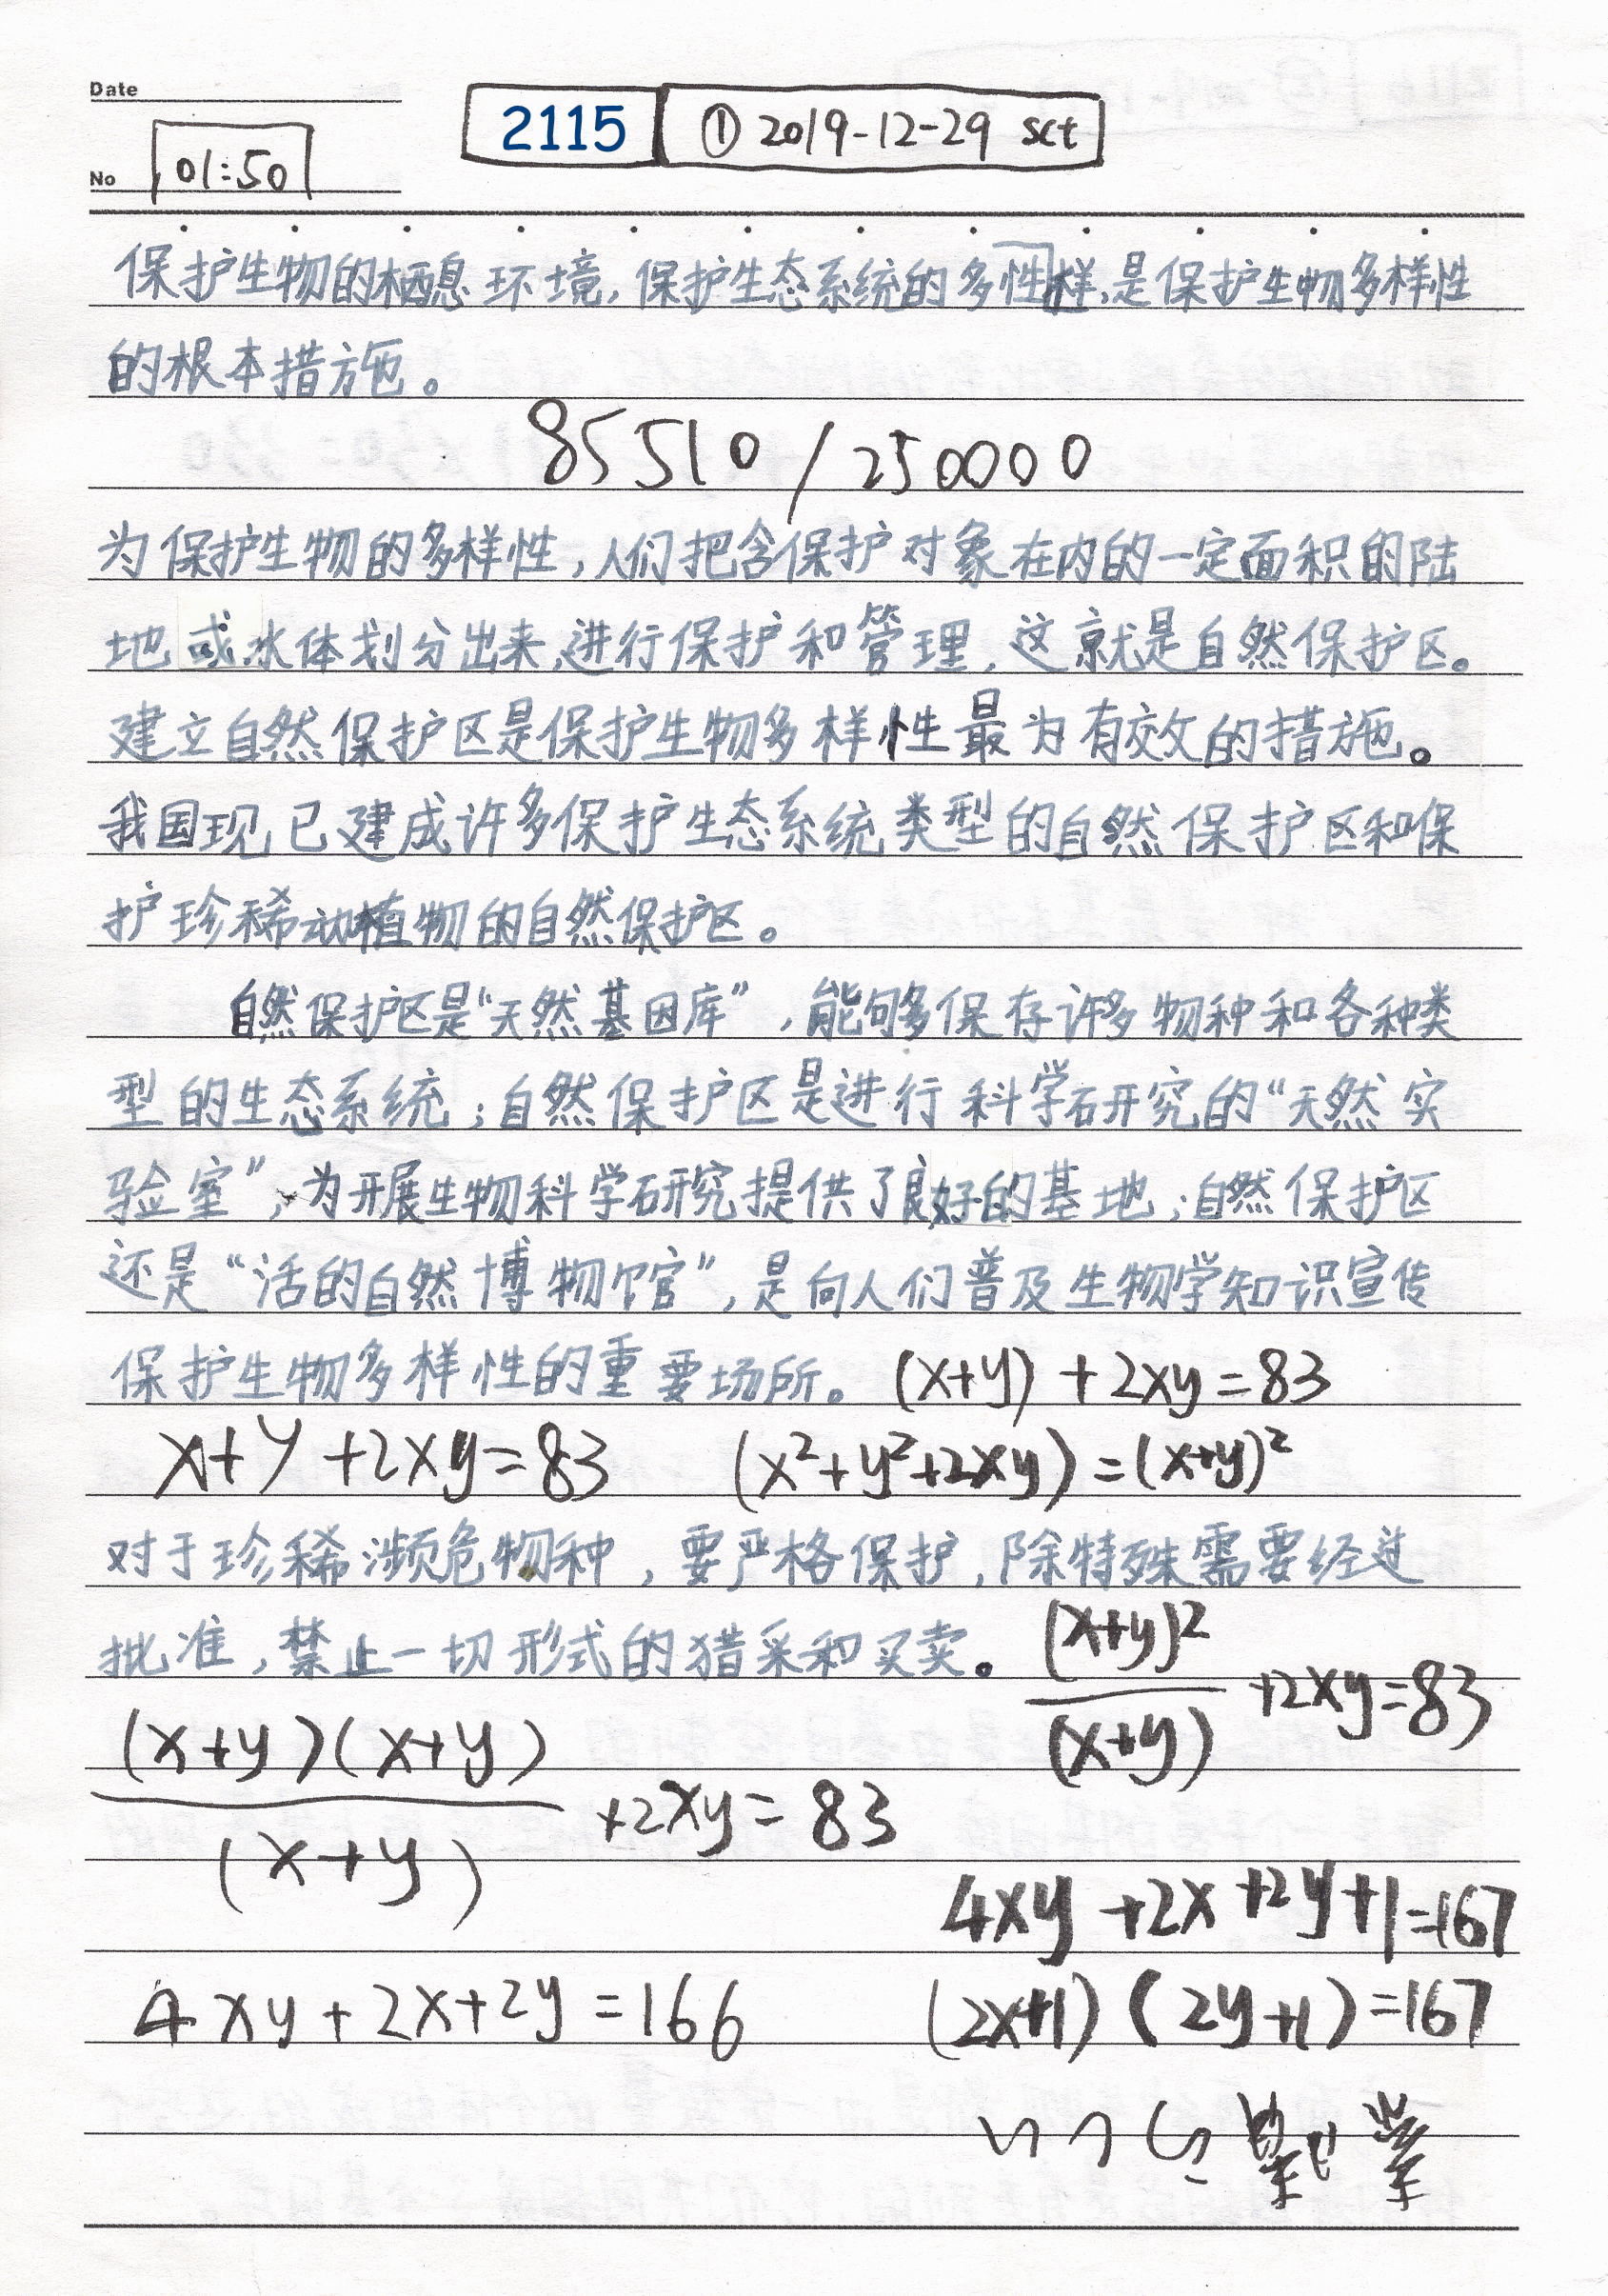 Date
2115 ① 2019-12-29 sct
No 01:50
保护生物的栖息环境，保护生态系统的多性样，是保护生物多样性
的根本措施。
85510/250000
为保护生物的多样性，人们把含保护对象在内的一定面积的陆
地或水体划分出来，进行保护和管理，这就是自然保护区。
建立自然保护区是保护生物多样性最为有效的措施。
我国现已建成许多保护生态系统类型的自然保护区和保
护珍稀动植物的自然保护区。
自然保护区是“天然基因库”，能够保存许多物种和各种类
型的生态系统；自然保护区是进行科学研究的“天然实
验室”，为开展生物科学研究提供了良好的基地；自然保护区
还是“活的自然博物馆”，是向人们普及生物学知识宣传
保护生物多样性的重要场所。 (x+y)+2xy=83
x+y+2xy=83 (x²+y²+2xy)=(x+y)²
对于珍稀濒危物种，要严格保护，除特殊需要经过
批准，禁止一切形式的猎采和买卖。 (x+y)²/(x+y) +2xy=83
(x+y)(x+y)/(x+y) +2xy=83
4xy+2x+2y+1=167
4xy+2x+2y=166 (2x+1)(2y+1)=167